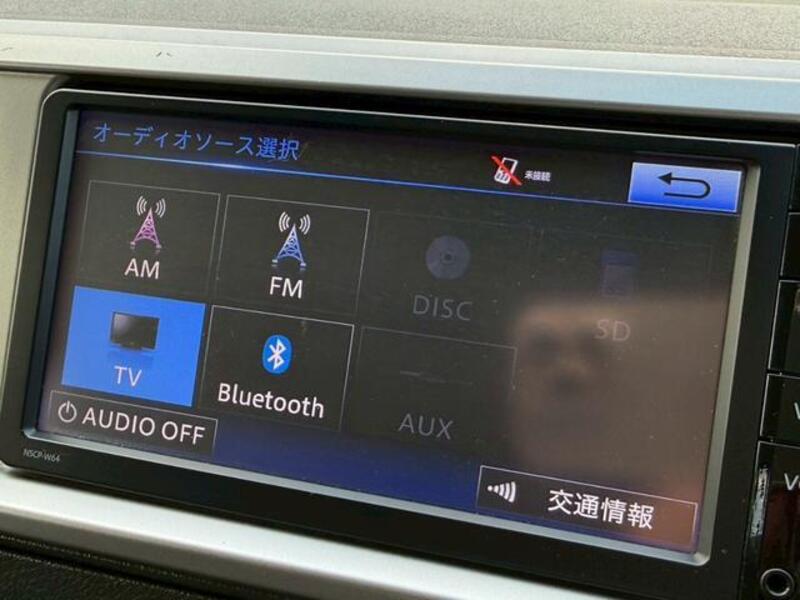 オーディオソース選択
未接続
AM
FM
DISC
SD
TV
Bluetooth
AUX
AUDIO OFF
交通情報
NSCP-W64